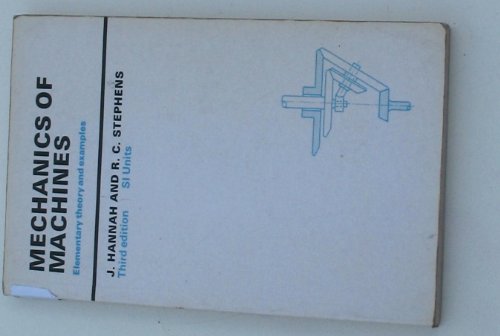 MECHANICS OF
MACHINES
Elementary theory and examples
J. HANNAH AND R. C. STEPHENS
Third edition SI Units